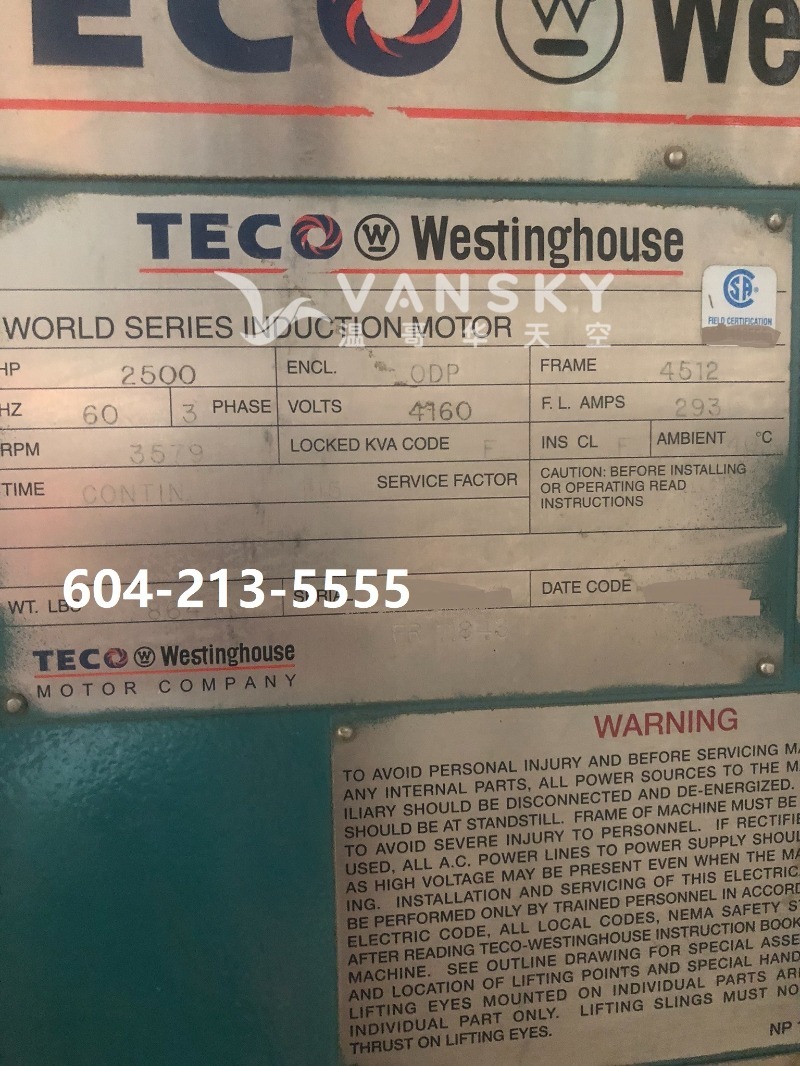 TECO W We
TECO W Westinghouse
VANSKY
温哥华天空
CSA
FIELD CERTIFICATION
WORLD SERIES INDUCTION MOTOR
HP 2500 ENCL. ODP FRAME 4512
HZ 60 3 PHASE VOLTS 4160 F.L. AMPS 293
RPM 3579 LOCKED KVA CODE F INS CL F AMBIENT 40 °C
TIME CONTIN SERVICE FACTOR CAUTION: BEFORE INSTALLING
OR OPERATING READ
INSTRUCTIONS
604-213-5555
WT. LBS SERIAL DATE CODE
TECO W Westinghouse
MOTOR COMPANY
WARNING
TO AVOID PERSONAL INJURY AND BEFORE SERVICING MA
ANY INTERNAL PARTS, ALL POWER SOURCES TO THE MA
ILIARY SHOULD BE DISCONNECTED AND DE-ENERGIZED.
SHOULD BE AT STANDSTILL. FRAME OF MACHINE MUST BE
TO AVOID SEVERE INJURY TO PERSONNEL. IF RECTIFIE
USED, ALL A.C. POWER LINES TO POWER SUPPLY SHOUL
AS HIGH VOLTAGE MAY BE PRESENT EVEN WHEN THE MA
ING. INSTALLATION AND SERVICING OF THIS ELECTRIC
BE PERFORMED ONLY BY TRAINED PERSONNEL IN ACCORD
ELECTRIC CODE, ALL LOCAL CODES, NEMA SAFETY ST
AFTER READING TECO-WESTINGHOUSE INSTRUCTION BOOK
MACHINE. SEE OUTLINE DRAWING FOR SPECIAL ASSE
AND LOCATION OF LIFTING POINTS AND SPECIAL HAND
LIFTING EYES MOUNTED ON INDIVIDUAL PARTS AR
INDIVIDUAL PART ONLY. LIFTING SLINGS MUST NO
THRUST ON LIFTING EYES.
NP